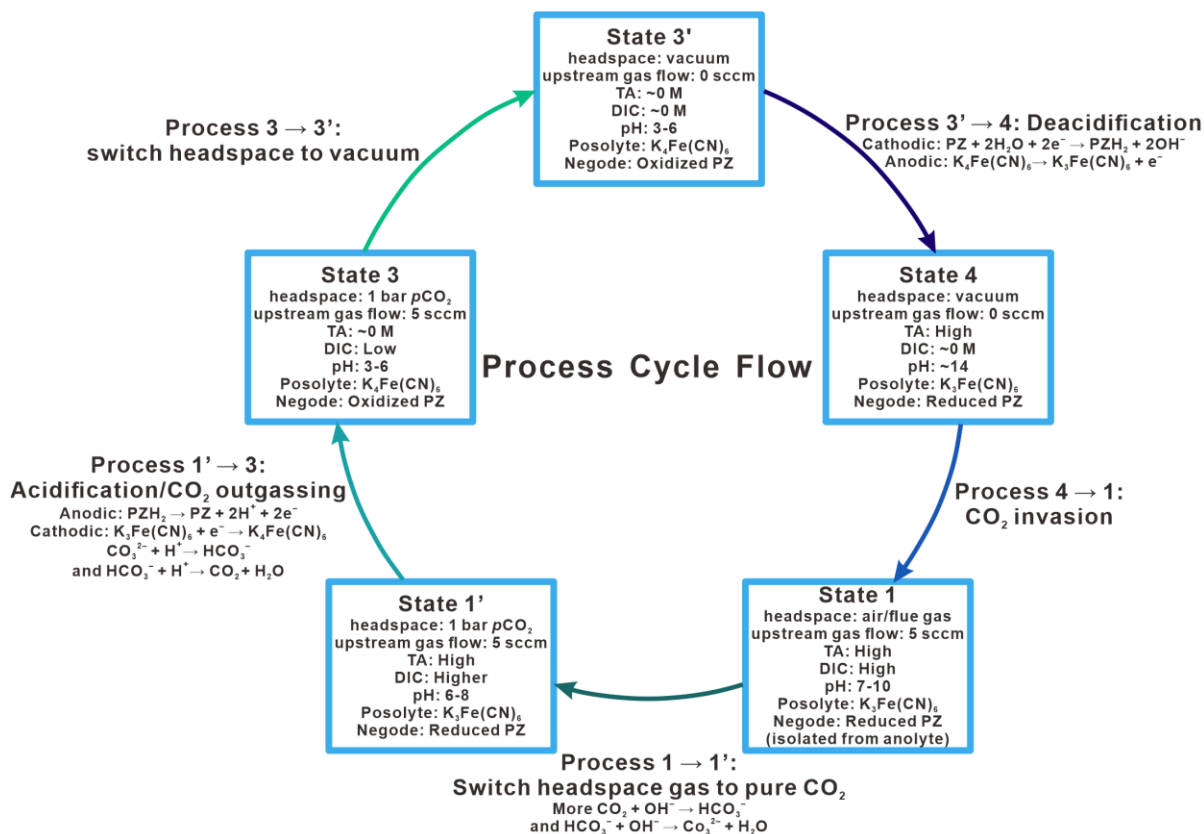 State 3'
headspace: vacuum
upstream gas flow: 0 sccm
TA: ~0 M
DIC: ~0 M
pH: 3-6
Posolyte: K₄Fe(CN)₆
Negode: Oxidized PZ
Process 3' → 4: Deacidification
Cathodic: PZ + 2H₂O + 2e⁻ → PZH₂ + 2OH⁻
Anodic: K₄Fe(CN)₆ → K₃Fe(CN)₆ + e⁻
State 4
headspace: vacuum
upstream gas flow: 0 sccm
TA: High
DIC: ~0 M
pH: ~14
Posolyte: K₃Fe(CN)₆
Negode: Reduced PZ
Process 4 → 1:
CO₂ invasion
State 1
headspace: air/flue gas
upstream gas flow: 5 sccm
TA: High
DIC: High
pH: 7-10
Posolyte: K₃Fe(CN)₆
Negode: Reduced PZ
(isolated from anolyte)
Process 1 → 1’:
Switch headspace gas to pure CO₂
More CO₂ + OH⁻ → HCO₃⁻
and HCO₃⁻ + OH⁻ → Co₃²⁻ + H₂O
State 1’
headspace: 1 bar pCO₂
upstream gas flow: 5 sccm
TA: High
DIC: Higher
pH: 6-8
Posolyte: K₃Fe(CN)₆
Negode: Reduced PZ
Process 1’ → 3:
Acidification/CO₂ outgassing
Anodic: PZH₂ → PZ + 2H⁺ + 2e⁻
Cathodic: K₃Fe(CN)₆ + e⁻ → K₄Fe(CN)₆
CO₃²⁻ + H⁺ → HCO₃⁻
and HCO₃⁻ + H⁺ → CO₂ + H₂O
State 3
headspace: 1 bar pCO₂
upstream gas flow: 5 sccm
TA: ~0 M
DIC: Low
pH: 3-6
Posolyte: K₄Fe(CN)₆
Negode: Oxidized PZ
Process 3 → 3’:
switch headspace to vacuum
Process Cycle Flow